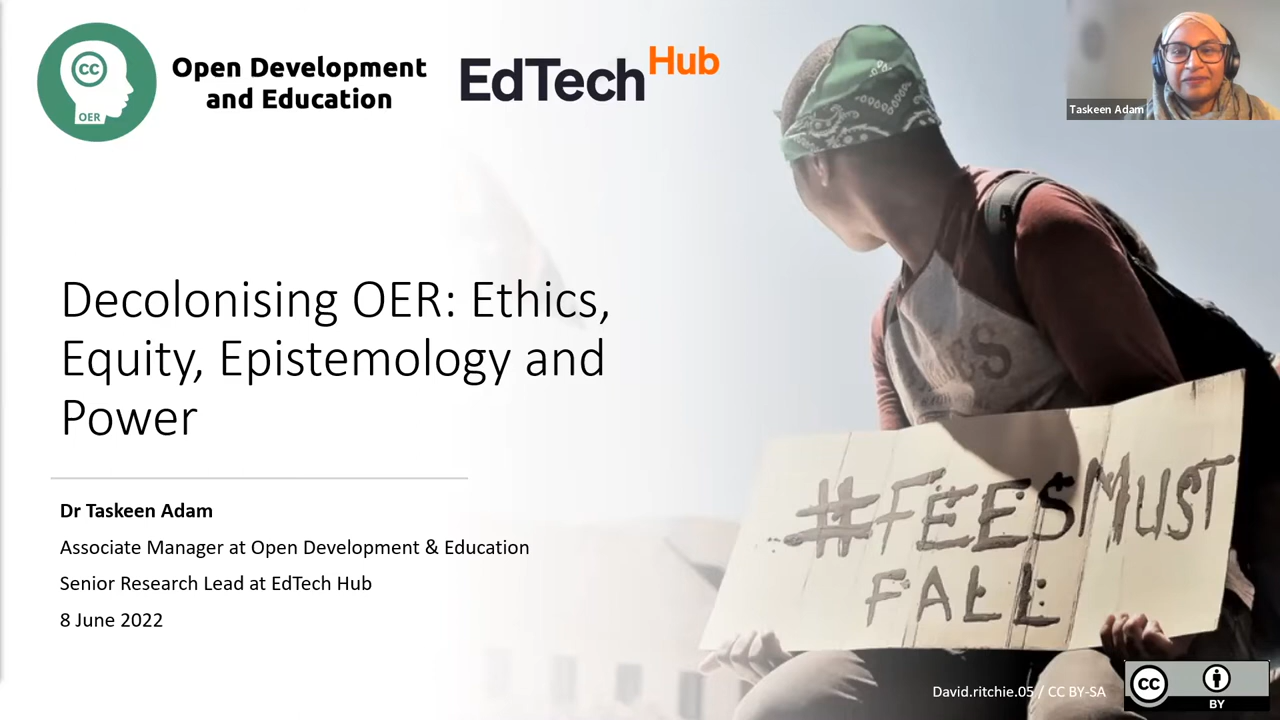 Open Development
and Education
CC
OER
EdTech Hub
Taskeen Adam
Decolonising OER: Ethics,
Equity, Epistemology and
Power
Dr Taskeen Adam
Associate Manager at Open Development & Education
Senior Research Lead at EdTech Hub
8 June 2022
#FEESMUST
FALL
David.ritchie.05 / CC BY-SA
CC
BY